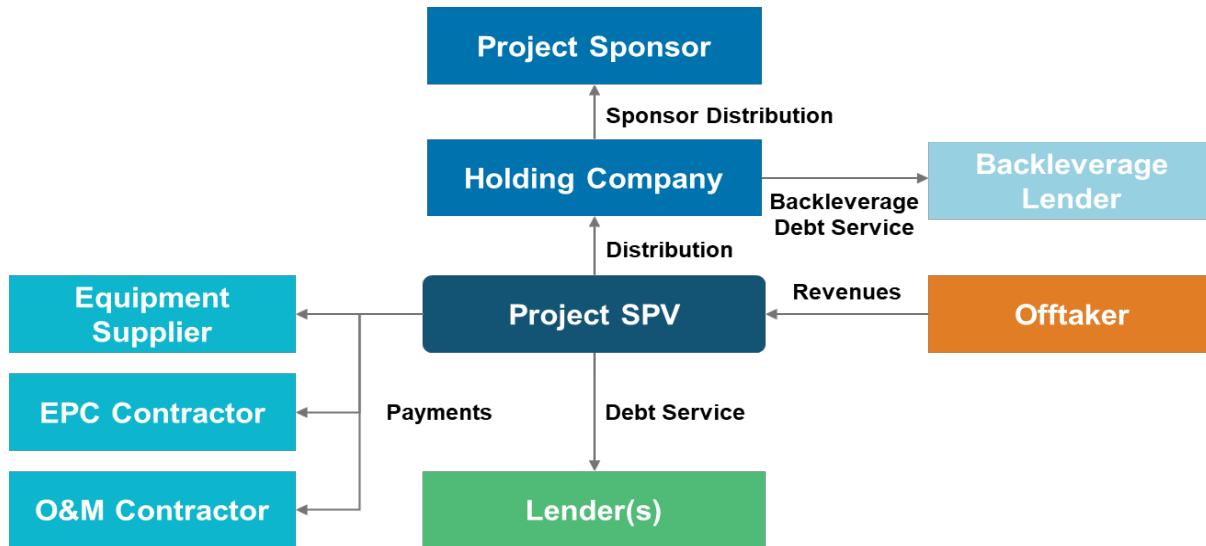 Project Sponsor
Sponsor Distribution
Holding Company
Backleverage
Lender
Backleverage
Debt Service
Distribution
Equipment
Supplier
Project SPV
Revenues
Offtaker
EPC Contractor
Payments
Debt Service
O&M Contractor
Lender(s)